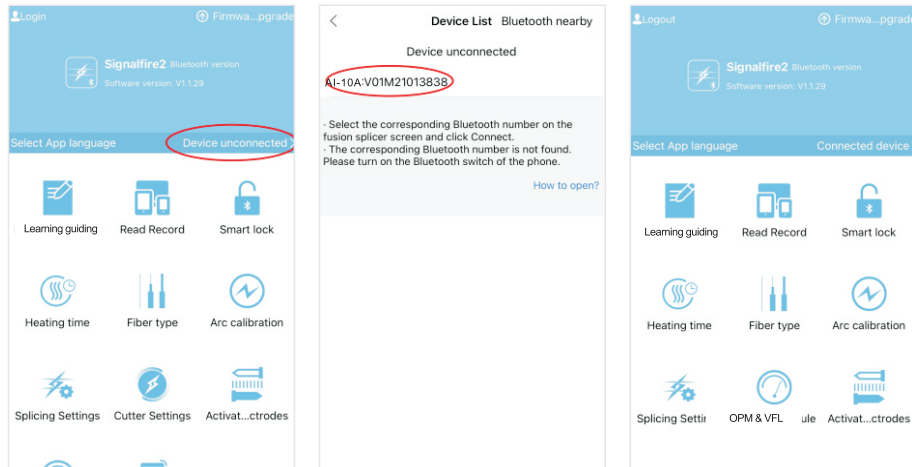 Login
Firmwa...pgrade
Signalfire2 Bluetooth version
Software version: V1.1.29
Select App language
Device unconnected
Learning guiding
Read Record
Smart lock
Heating time
Fiber type
Arc calibration
Splicing Settings
Cutter Settings
Activat...ctrodes
Device List Bluetooth nearby
Device unconnected
AI-10A:V01M21013838
· Select the corresponding Bluetooth number on the
fusion splicer screen and click Connect.
· The corresponding Bluetooth number is not found.
Please turn on the Bluetooth switch of the phone.
How to open?
Logout
Firmwa...pgrade
Signalfire2 Bluetooth version
Software version: V1.1.29
Select App language
Connected device
Learning guiding
Read Record
Smart lock
Heating time
Fiber type
Arc calibration
Splicing Settir
OPM & VFL ule
Activat...ctrodes